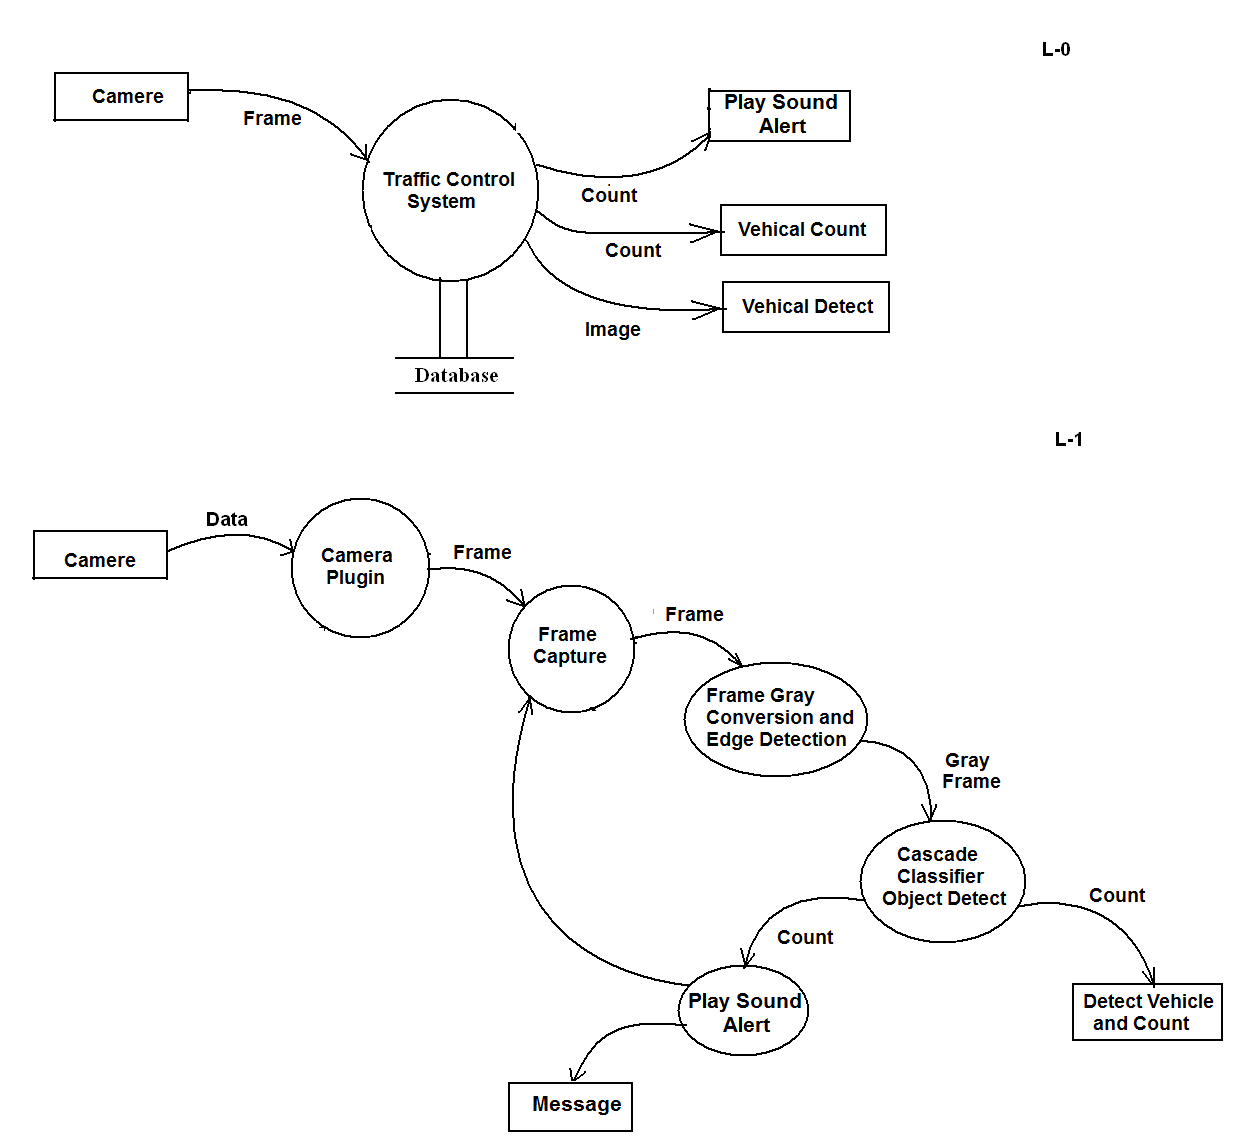 L-0
Camere
Frame
Play Sound
Alert
Traffic Control
System
Count
Vehical Count
Count
Vehical Detect
Image
Database
L-1
Data
Camere
Camera
Plugin
Frame
Frame
Capture
Frame
Frame Gray
Conversion and
Edge Detection
Gray
Frame
Cascade
Classifier
Object Detect
Count
Count
Play Sound
Alert
Detect Vehicle
and Count
Message